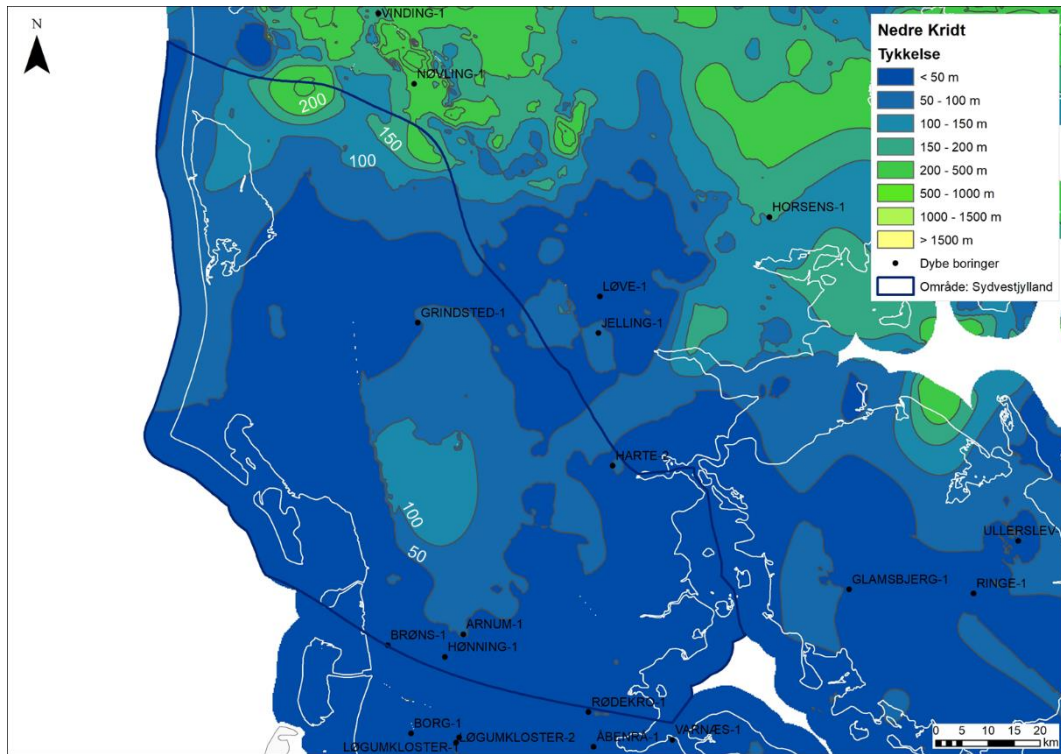 N
VINDING-1
NØVLING-1
200
150
100
HORSENS-1
LØVE-1
GRINDSTED-1
JELLING-1
HARTE-2
100
50
ULLERSLEV-
GLAMSBJERG-1
RINGE-1
ARNUM-1
BRØNS-1
HØNNING-1
RØDEKRO-1
BORG-1
LØGUMKLOSTER-2
VARNÆS-1
LØGUMKLOSTER-1
ÅBENRÅ-1
Nedre Kridt
Tykkelse
< 50 m
50 - 100 m
100 - 150 m
150 - 200 m
200 - 500 m
500 - 1000 m
1000 - 1500 m
> 1500 m
Dybe boringer
Område: Sydvestjylland
0 5 10 15 20
km